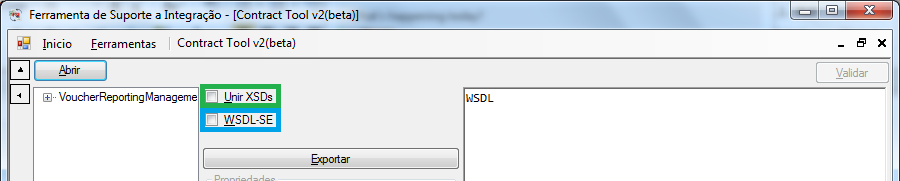 Ferramenta de Suporte a Integração - [Contract Tool v2(beta)]
Inicio Ferramentas Contract Tool v2(beta)
Abrir Validar
VoucherReportingManageme
Unir XSDs
WSDL
WSDL-SE
Exportar
Propriedades